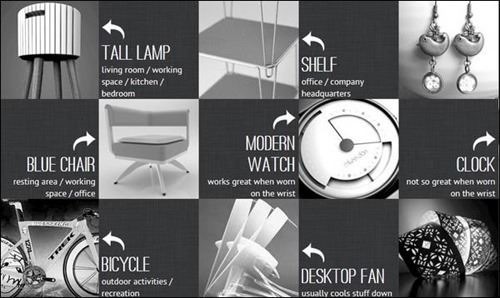 TALL LAMP
living room / working
space / kitchen /
bedroom
SHELF
office / company
headquarters
BLUE CHAIR
resting area / working
space / office
MODERN
WATCH
works great when worn
on the wrist
CLOCK
not so great when worn
on the wrist
TREK
BICYCLE
outdoor activities /
recreation
DESKTOP FAN
usually cools stuff down